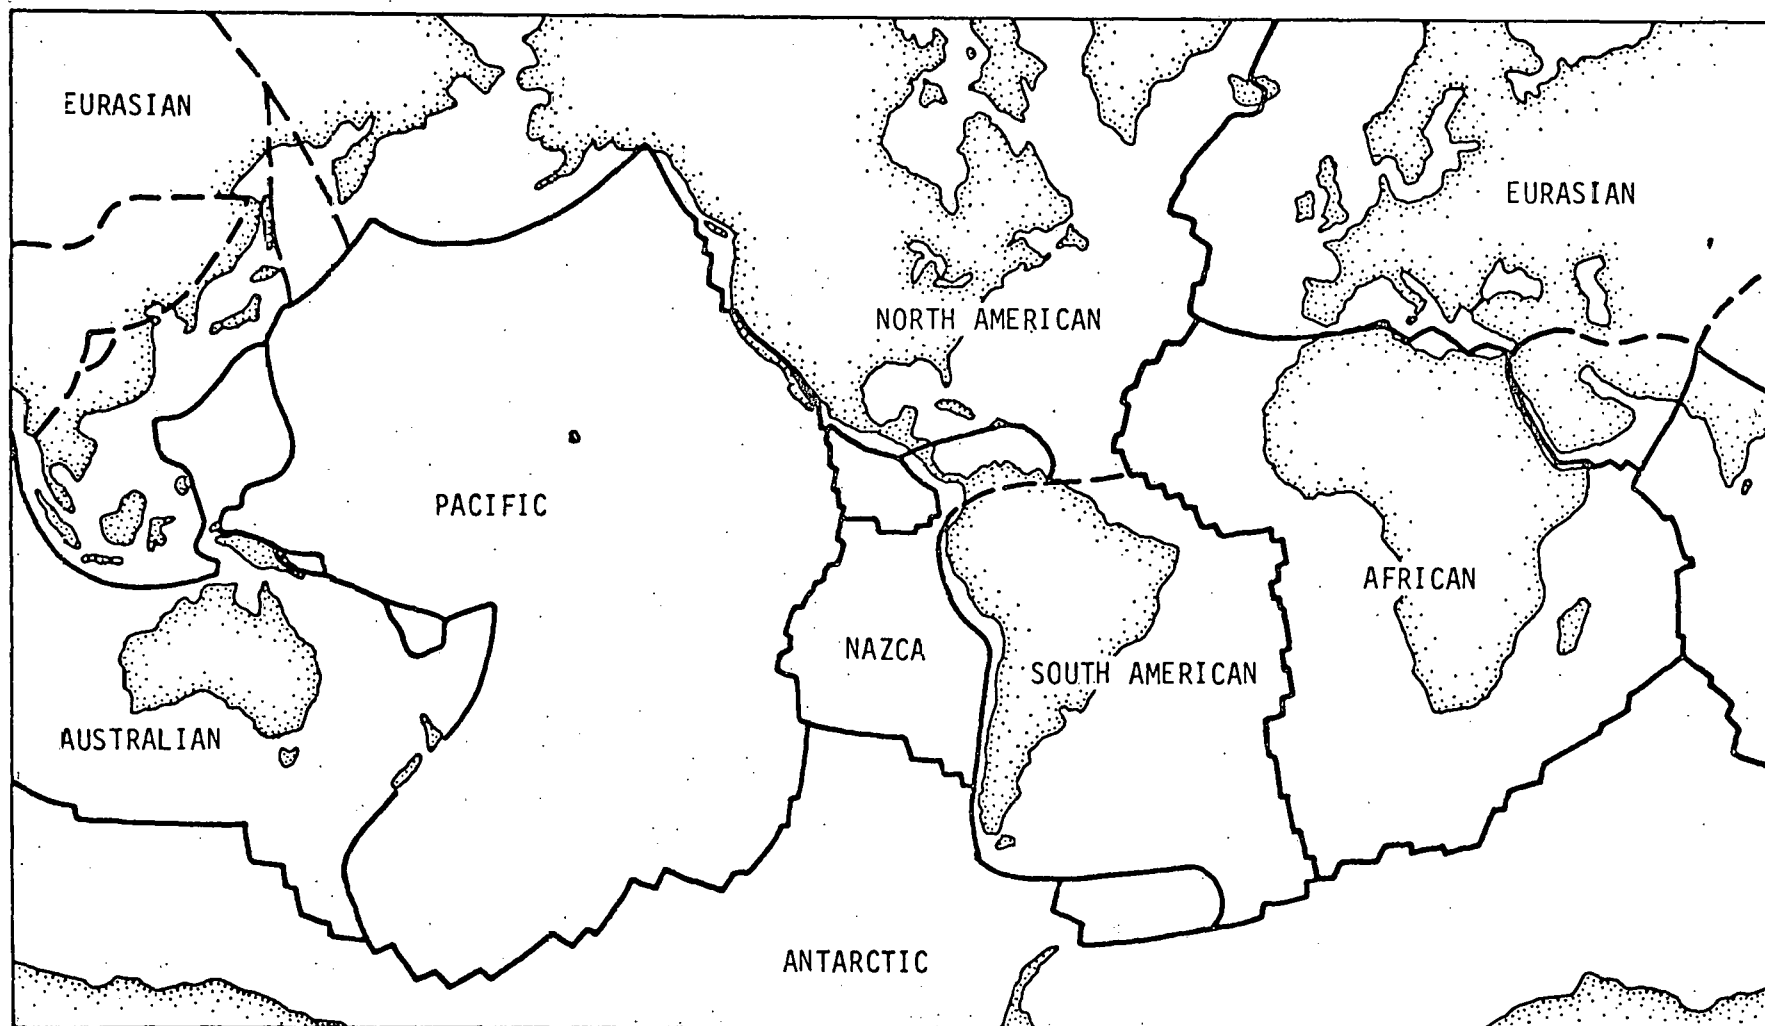 EURASIAN
EURASIAN
NORTH AMERICAN
PACIFIC
AFRICAN
NAZCA
SOUTH AMERICAN
AUSTRALIAN
ANTARCTIC